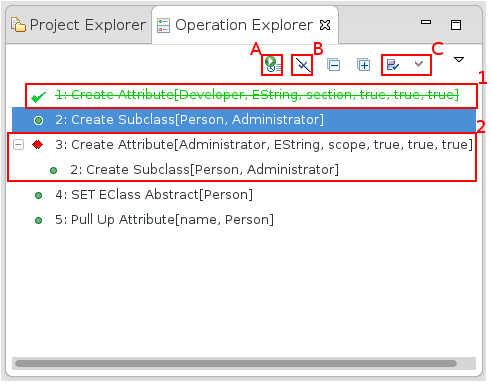 Project Explorer Operation Explorer
A B C
1
1: Create Attribute[Developer, EString, section, true, true, true]
2: Create Subclass[Person, Administrator]
2
3: Create Attribute[Administrator, EString, scope, true, true, true]
2: Create Subclass[Person, Administrator]
4: SET EClass Abstract[Person]
5: Pull Up Attribute[name, Person]